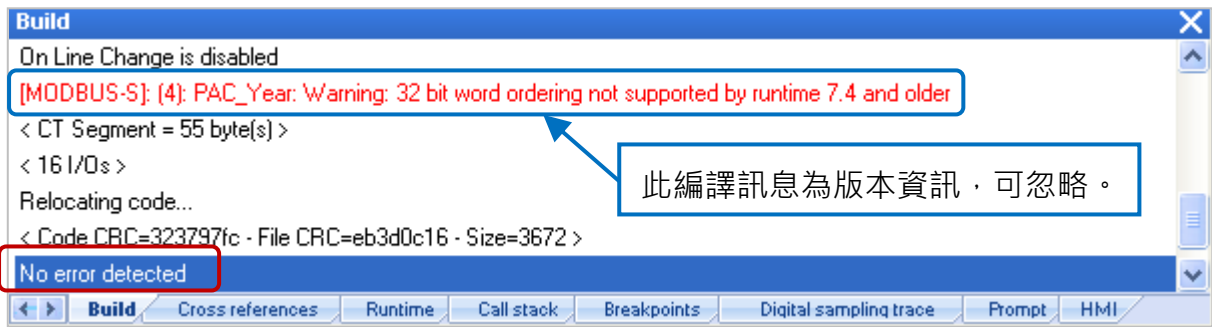 Build
On Line Change is disabled
[MODBUS-S]: (4): PAC_Year: Warning: 32 bit word ordering not supported by runtime 7.4 and older
< CT Segment = 55 byte(s) >
< 16 I/Os >
此編譯訊息為版本資訊，可忽略。
Relocating code...
< Code CRC=323797fc - File CRC=eb3d0c16 - Size=3672 >
No error detected
Build Cross references Runtime Call stack Breakpoints Digital sampling trace Prompt HMI